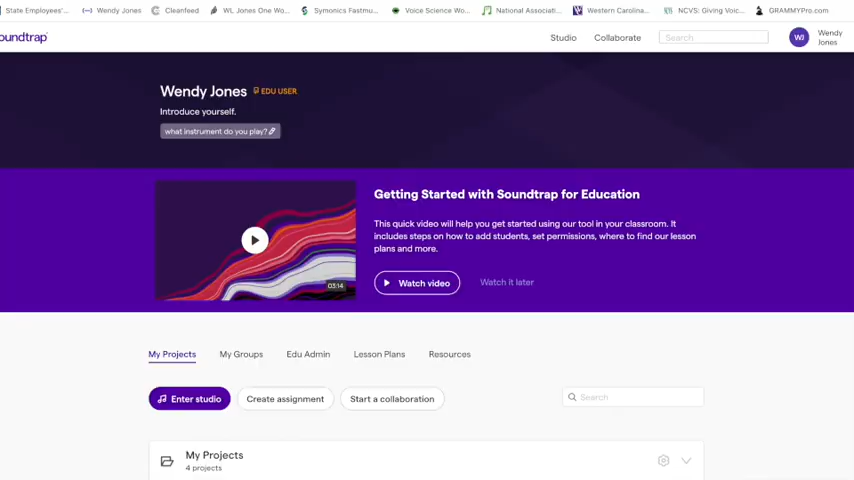 State Employees'... Wendy Jones Cleanfeed WL Jones One Wo... Symonics Fastmu... Voice Science Wo... National Associati... Western Carolina... NCVS: Giving Voic... GRAMMYPro.com
oundtrap
Studio Collaborate Search WJ Wendy Jones
Wendy Jones EDU USER
Introduce yourself.
what instrument do you play?
Getting Started with Soundtrap for Education
This quick video will help you get started using our tool in your classroom. It
includes steps on how to add students, set permissions, where to find our lesson
plans and more.
03:14
Watch video Watch it later
My Projects My Groups Edu Admin Lesson Plans Resources
Enter studio Create assignment Start a collaboration Search
My Projects
4 projects